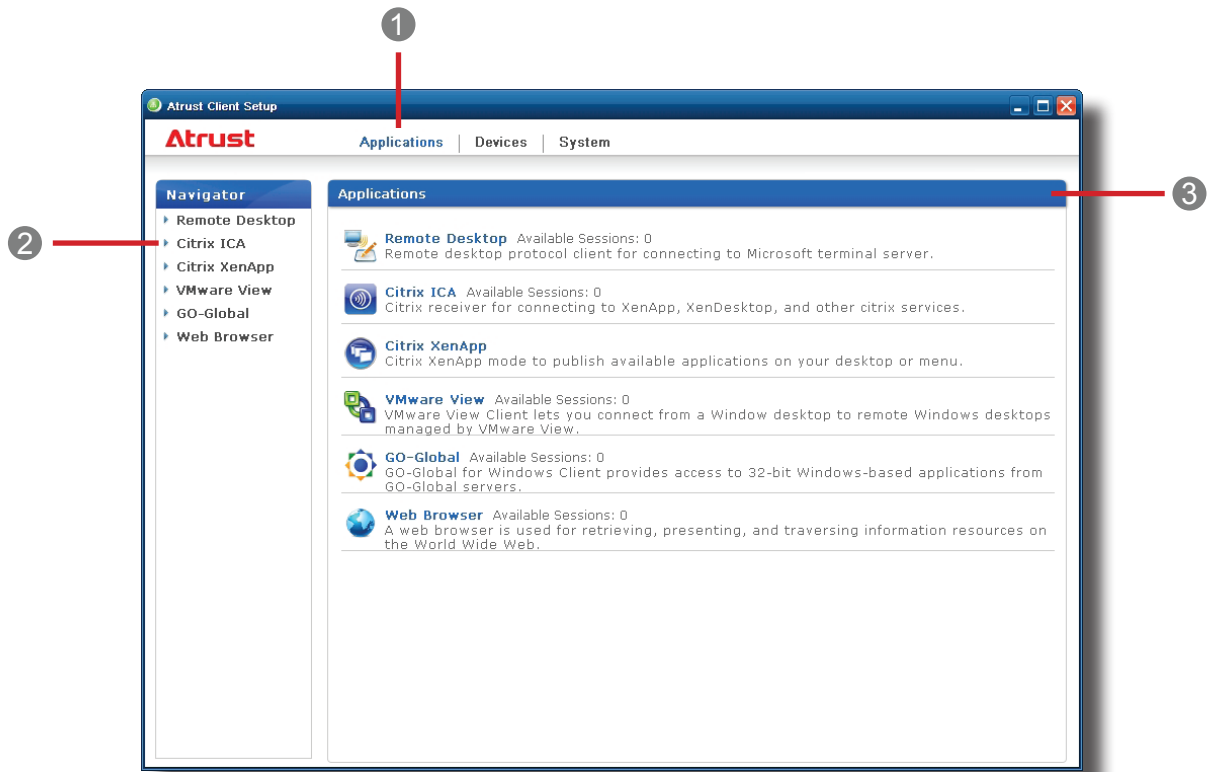 1
Atrust Client Setup
Atrust
Applications | Devices | System
Navigator
Remote Desktop
Citrix ICA
Citrix XenApp
VMware View
GO-Global
Web Browser
2
Applications
3
Remote Desktop Available Sessions: 0
Remote desktop protocol client for connecting to Microsoft terminal server.
Citrix ICA Available Sessions: 0
Citrix receiver for connecting to XenApp, XenDesktop, and other citrix services.
Citrix XenApp
Citrix XenApp mode to publish available applications on your desktop or menu.
VMware View Available Sessions: 0
VMware View Client lets you connect from a Window desktop to remote Windows desktops
managed by VMware View.
GO-Global Available Sessions: 0
GO-Global for Windows Client provides access to 32-bit Windows-based applications from
GO-Global servers.
Web Browser Available Sessions: 0
A web browser is used for retrieving, presenting, and traversing information resources on
the World Wide Web.